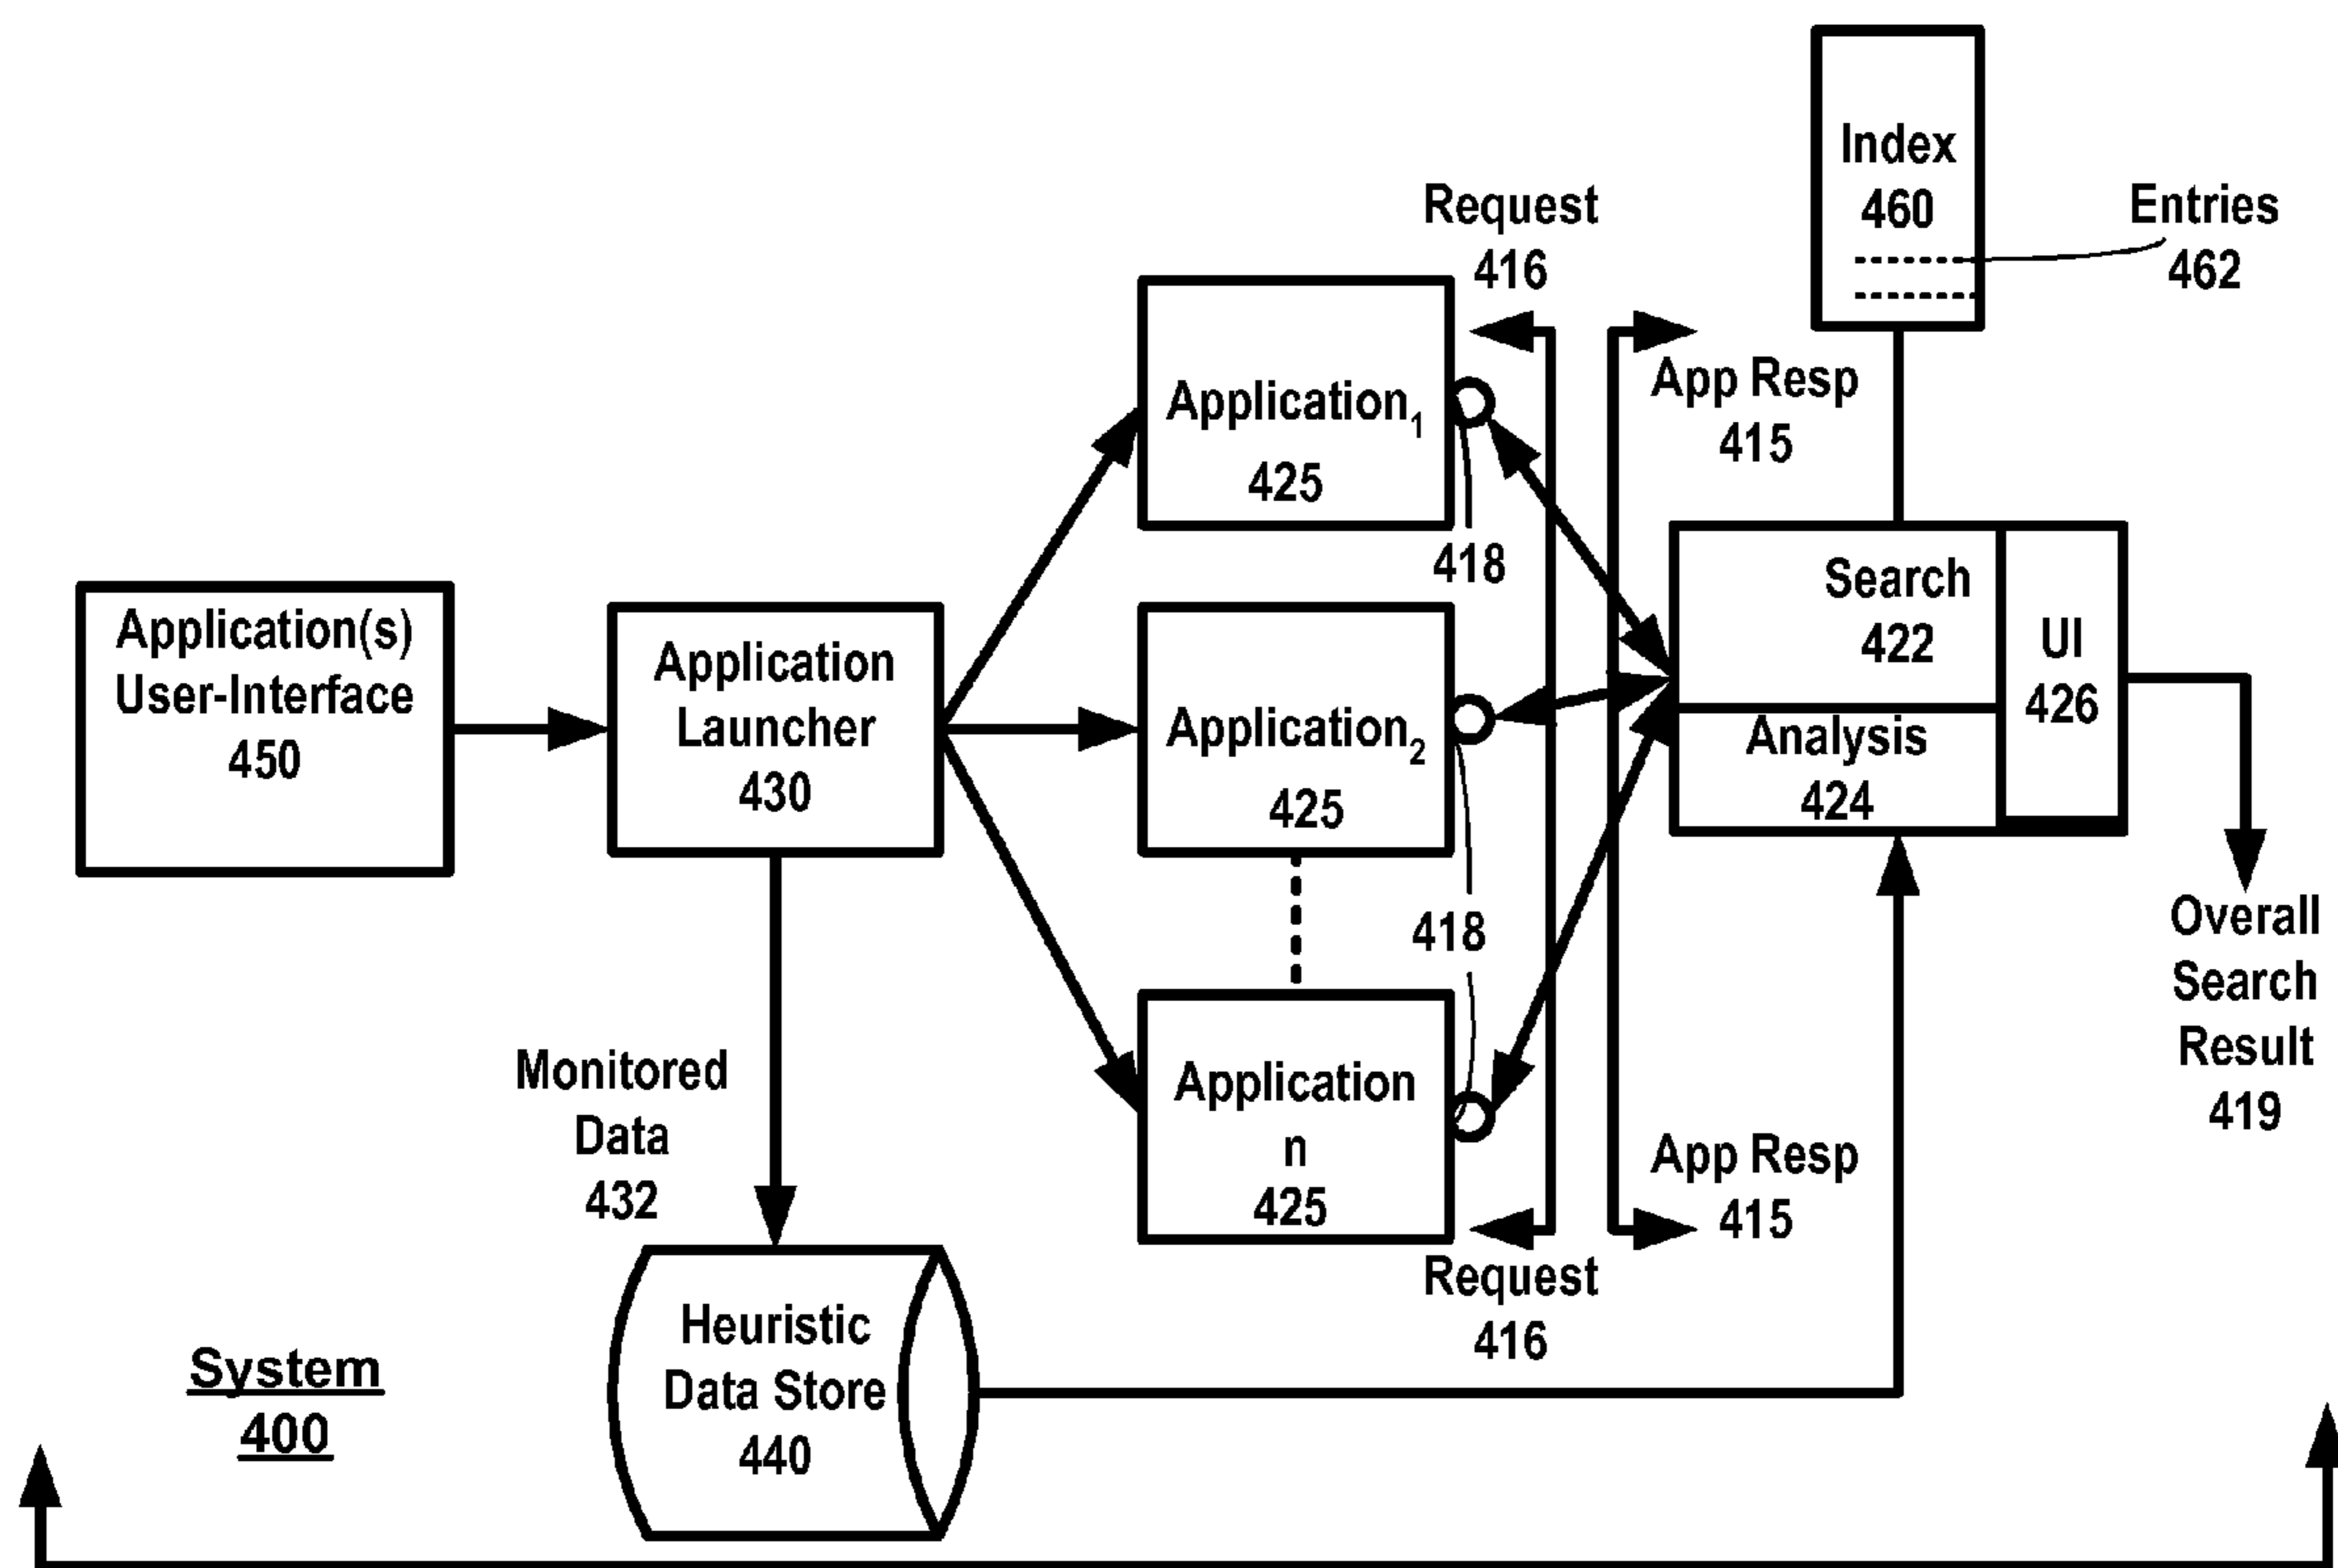 Index
460
Entries
462
Request
416
App Resp
415
Application1
425
418
Search
422
UI
426
Analysis
424
Application(s)
User-Interface
450
Application
Launcher
430
Application2
425
418
Overall
Search
Result
419
Monitored
Data
432
Application
n
425
App Resp
415
Request
416
Heuristic
Data Store
440
System
400